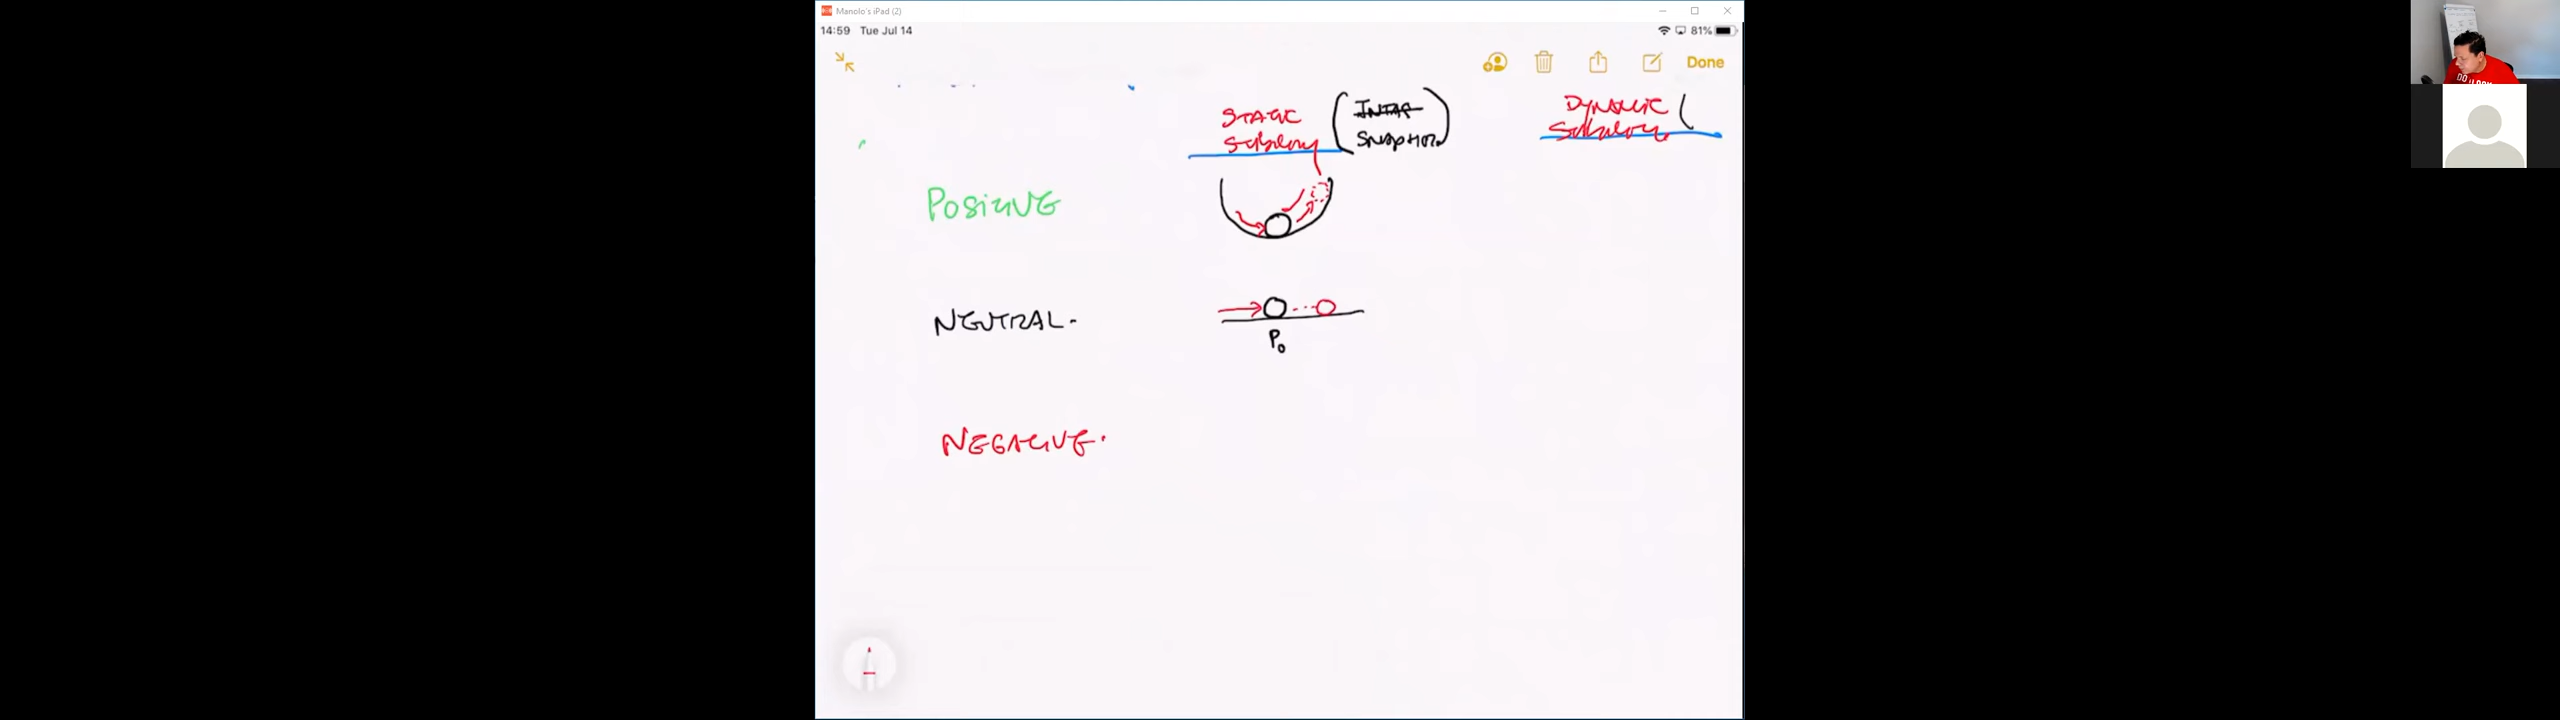 Manolo's iPad (2)
14:59 Tue Jul 14
81%
Done
STATIC
Stability
SNAPSHOT
DYNAMIC
Stability
(
POSITIVE
NEUTRAL.
P0
NEGATIVE.